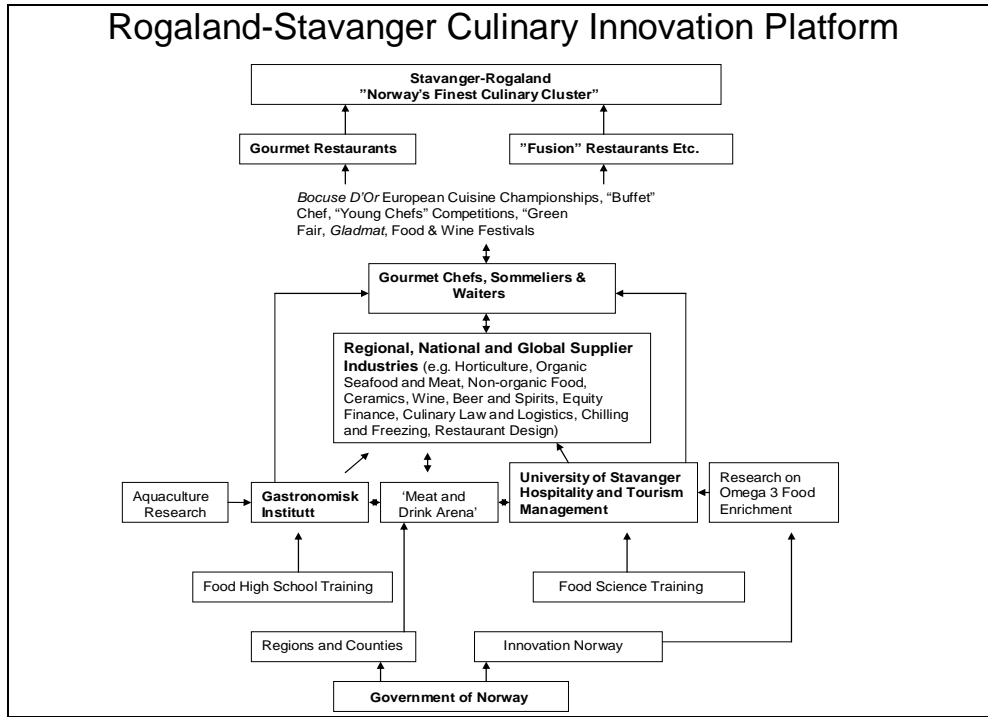 Rogaland-Stavanger Culinary Innovation Platform
Stavanger-Rogaland
”Norway’s Finest Culinary Cluster”
Gourmet Restaurants
”Fusion” Restaurants Etc.
Bocuse D’Or European Cuisine Championships, “Buffet”
Chef, “Young Chefs” Competitions, “Green
Fair, Gladmat, Food & Wine Festivals
Gourmet Chefs, Sommeliers &
Waiters
Regional, National and Global Supplier
Industries (e.g. Horticulture, Organic
Seafood and Meat, Non-organic Food,
Ceramics, Wine, Beer and Spirits, Equity
Finance, Culinary Law and Logistics, Chilling
and Freezing, Restaurant Design)
Aquaculture
Research
Gastronomisk
Institutt
‘Meat and
Drink Arena’
University of Stavanger
Hospitality and Tourism
Management
Research on
Omega 3 Food
Enrichment
Food High School Training
Food Science Training
Regions and Counties
Innovation Norway
Government of Norway